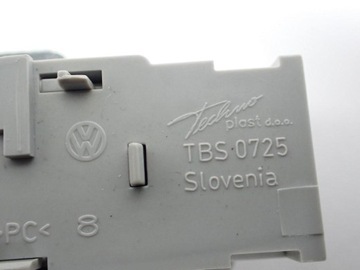 Techno
plast d.o.o.
TBS·0725
Slovenia
>PC< 8